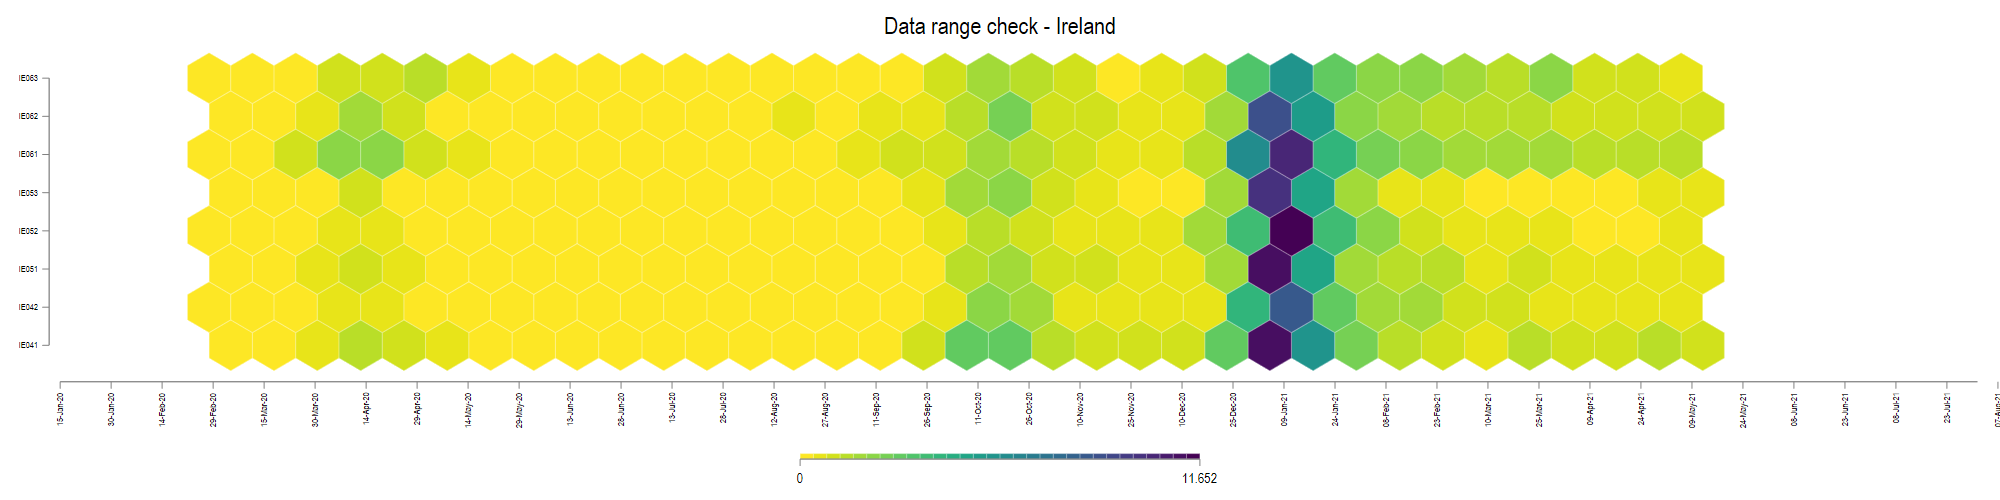 Data range check - Ireland
IE063
IE062
IE061
IE053
IE052
IE051
IE042
IE041
15-Jan-20
30-Jan-20
14-Feb-20
29-Feb-20
15-Mar-20
30-Mar-20
14-Apr-20
29-Apr-20
14-May-20
29-May-20
13-Jun-20
28-Jun-20
13-Jul-20
28-Jul-20
12-Aug-20
27-Aug-20
11-Sep-20
26-Sep-20
11-Oct-20
26-Oct-20
10-Nov-20
25-Nov-20
10-Dec-20
25-Dec-20
09-Jan-21
24-Jan-21
08-Feb-21
23-Feb-21
10-Mar-21
25-Mar-21
09-Apr-21
24-Apr-21
09-May-21
24-May-21
08-Jun-21
23-Jun-21
08-Jul-21
23-Jul-21
07-Aug-21
0
11.652